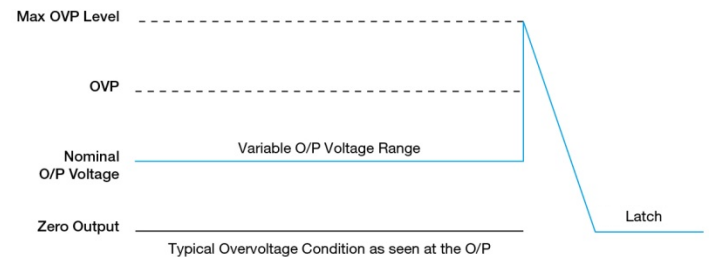 Max OVP Level
OVP
Variable O/P Voltage Range
Nominal
O/P Voltage
Latch
Zero Output
Typical Overvoltage Condition as seen at the O/P